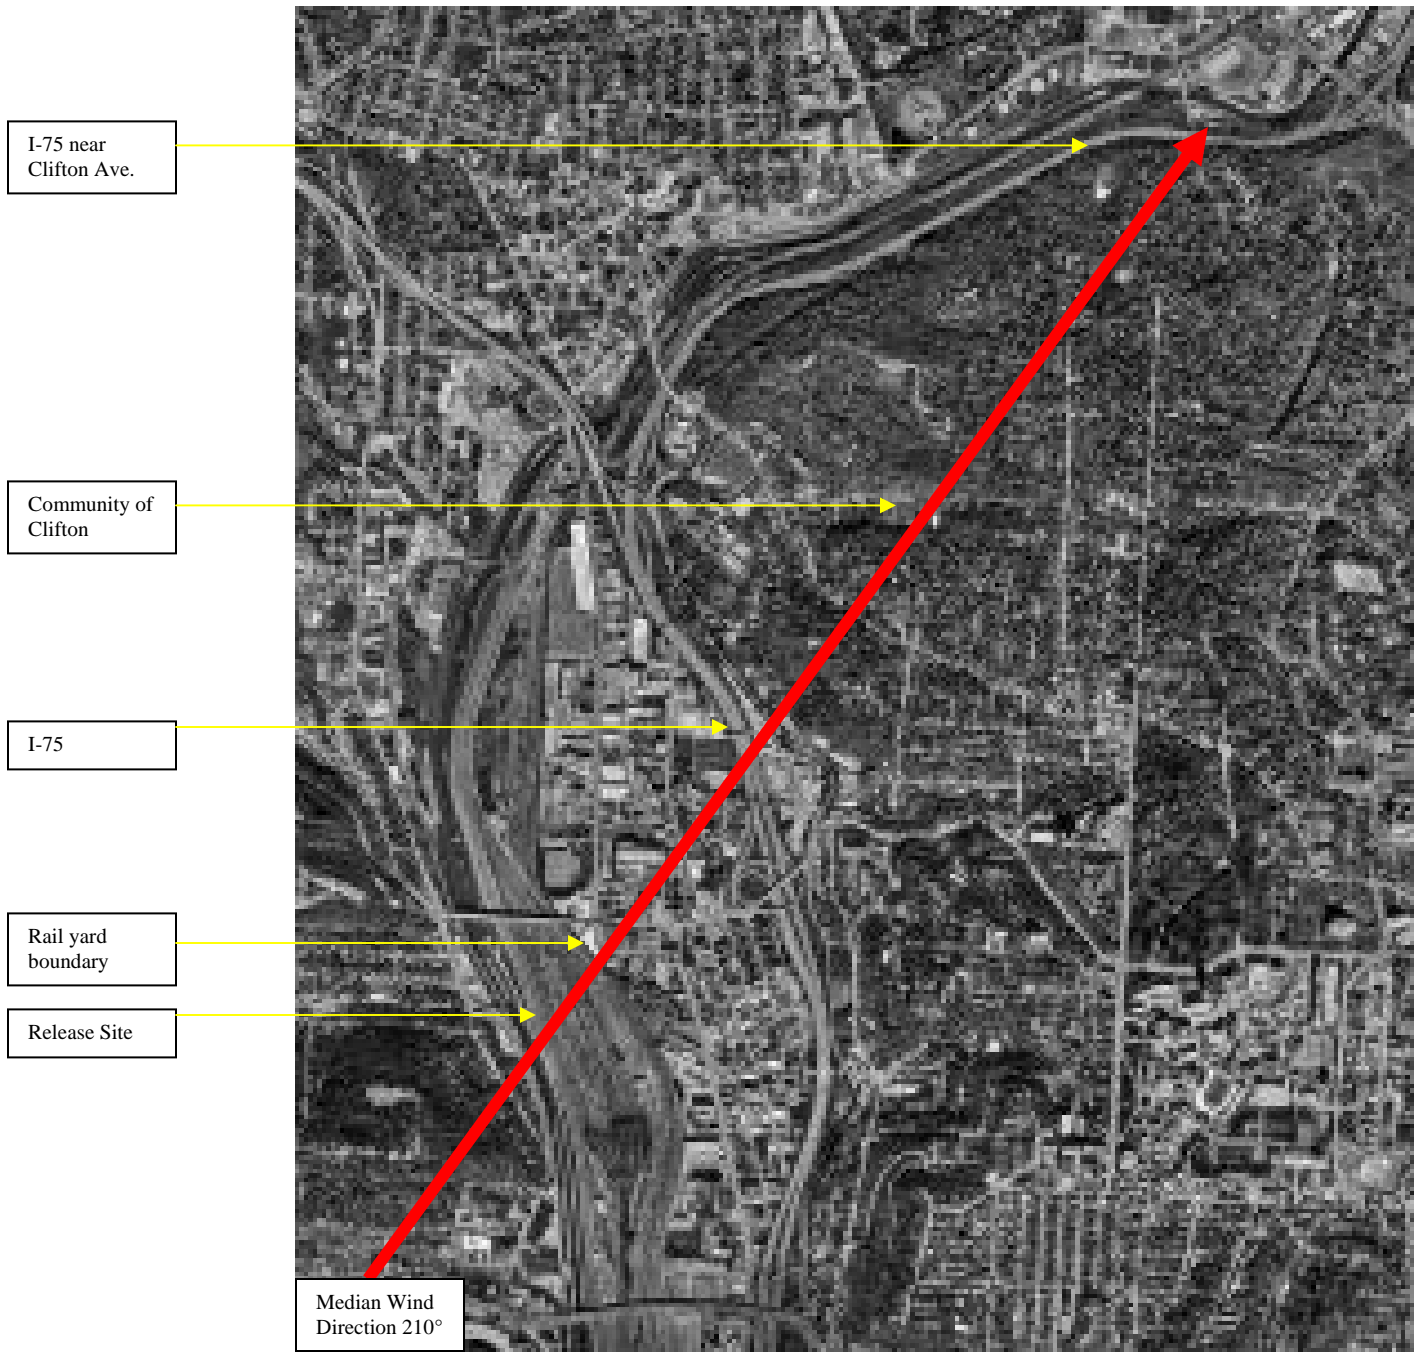 I-75 near
Clifton Ave.
Community of
Clifton
I-75
Rail yard
boundary
Release Site
Median Wind
Direction 210°